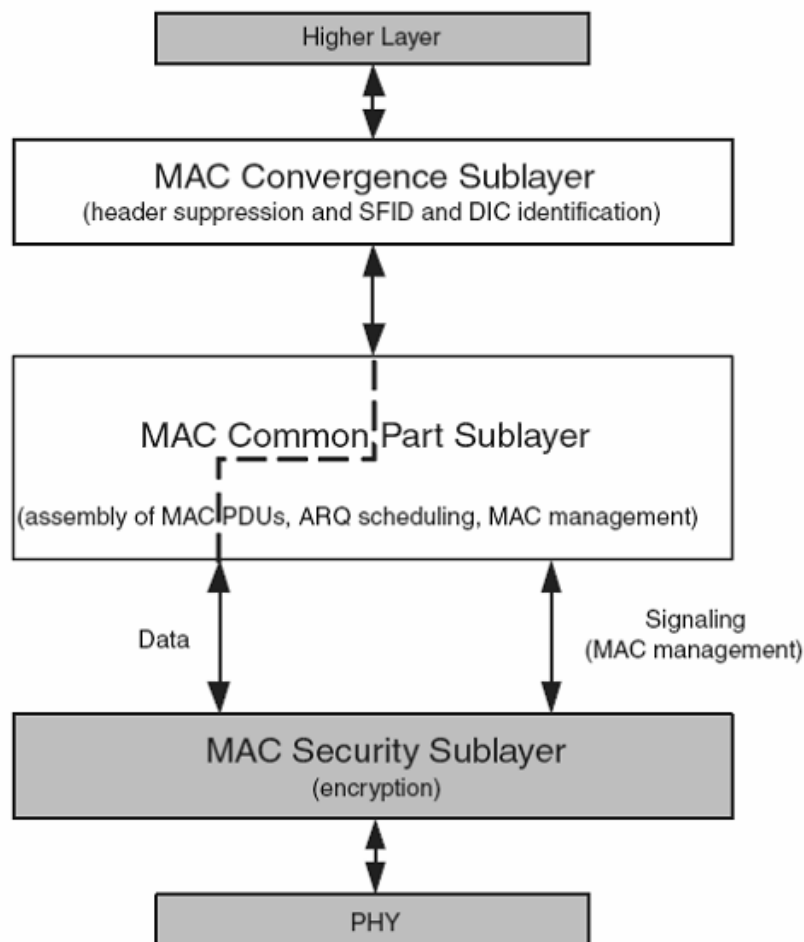 Higher Layer
MAC Convergence Sublayer
(header suppression and SFID and DIC identification)
MAC Common Part Sublayer
(assembly of MAC PDUs, ARQ scheduling, MAC management)
Data
Signaling
(MAC management)
MAC Security Sublayer
(encryption)
PHY